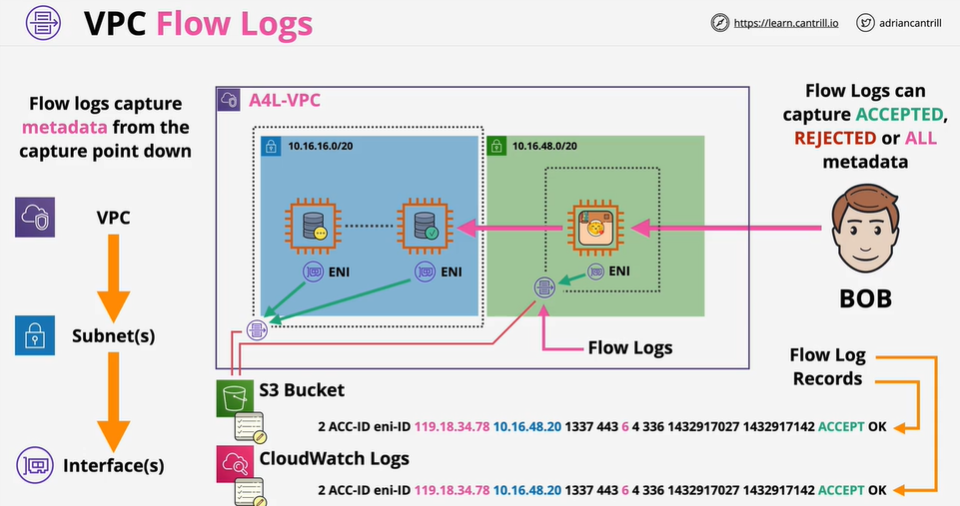 VPC Flow Logs
https://learn.cantrill.io
adriancantrill
Flow logs capture
metadata from the
capture point down
VPC
Subnet(s)
Interface(s)
A4L-VPC
10.16.16.0/20
10.16.48.0/20
ENI
ENI
ENI
Flow Logs
Flow Logs can
capture ACCEPTED,
REJECTED or ALL
metadata
BOB
Flow Log
Records
S3 Bucket
2 ACC-ID eni-ID 119.18.34.78 10.16.48.20 1337 443 6 4 336 1432917027 1432917142 ACCEPT OK
CloudWatch Logs
2 ACC-ID eni-ID 119.18.34.78 10.16.48.20 1337 443 6 4 336 1432917027 1432917142 ACCEPT OK